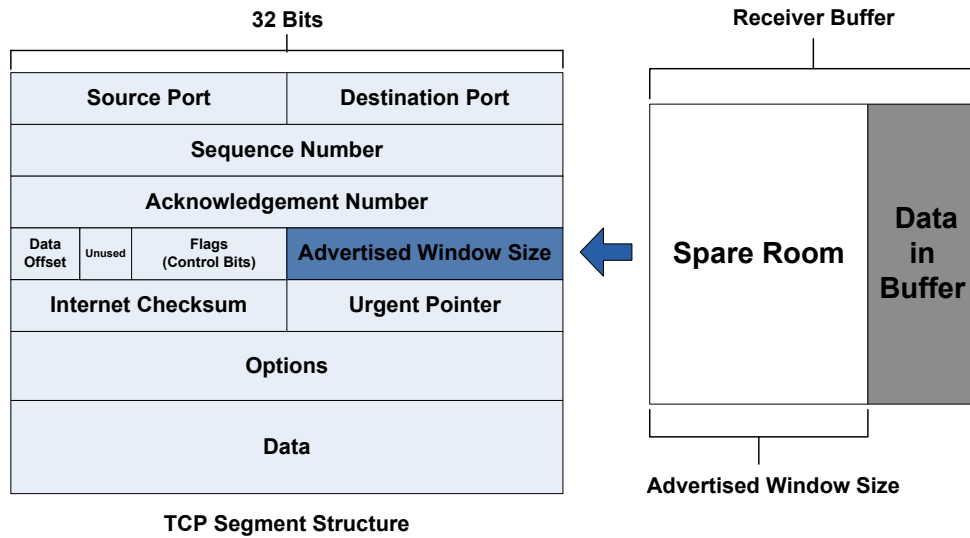 32 Bits
Receiver Buffer
Source Port
Destination Port
Sequence Number
Acknowledgement Number
Data
Offset
Unused
Flags
(Control Bits)
Advertised Window Size
Internet Checksum
Urgent Pointer
Options
Data
TCP Segment Structure
Spare Room
Data
in
Buffer
Advertised Window Size